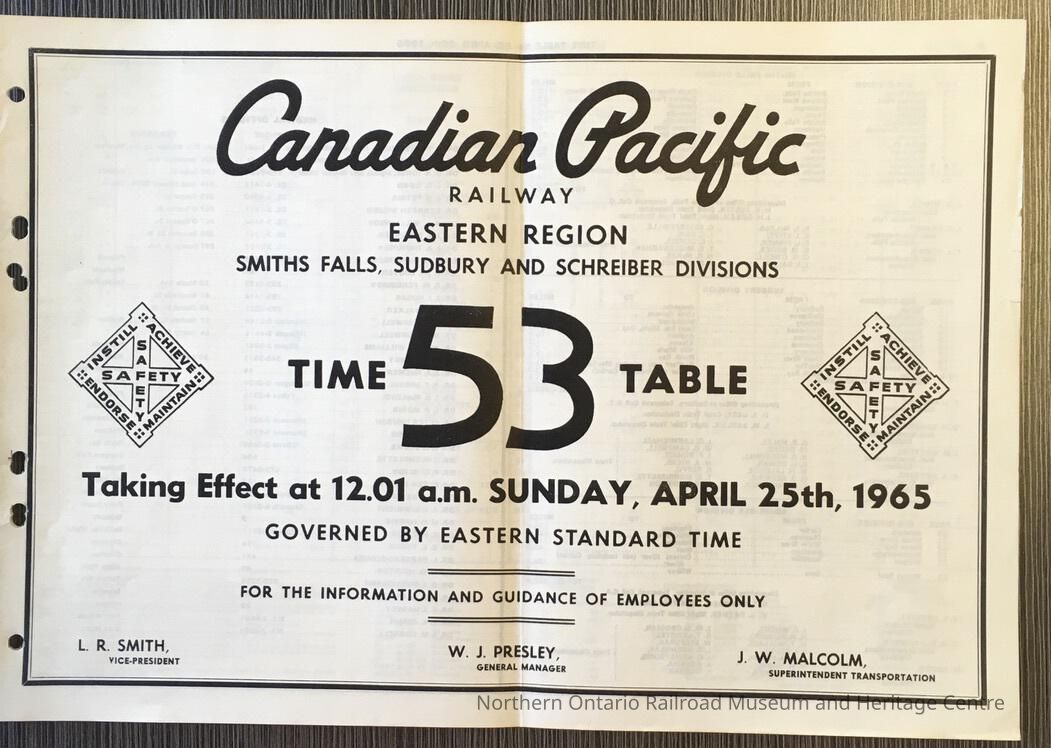 Canadian Pacific
RAILWAY
EASTERN REGION
SMITHS FALLS, SUDBURY AND SCHREIBER DIVISIONS
TIME 53 TABLE
INSTILL ACHIEVE
SAFETY
SAFETY
ENDORSE MAINTAIN
INSTILL ACHIEVE
SAFETY
SAFETY
ENDORSE MAINTAIN
Taking Effect at 12.01 a.m. SUNDAY, APRIL 25th, 1965
GOVERNED BY EASTERN STANDARD TIME
FOR THE INFORMATION AND GUIDANCE OF EMPLOYEES ONLY
L. R. SMITH,
VICE-PRESIDENT
W. J. PRESLEY,
GENERAL MANAGER
J. W. MALCOLM,
SUPERINTENDENT TRANSPORTATION
Northern Ontario Railroad Museum and Heritage Centre